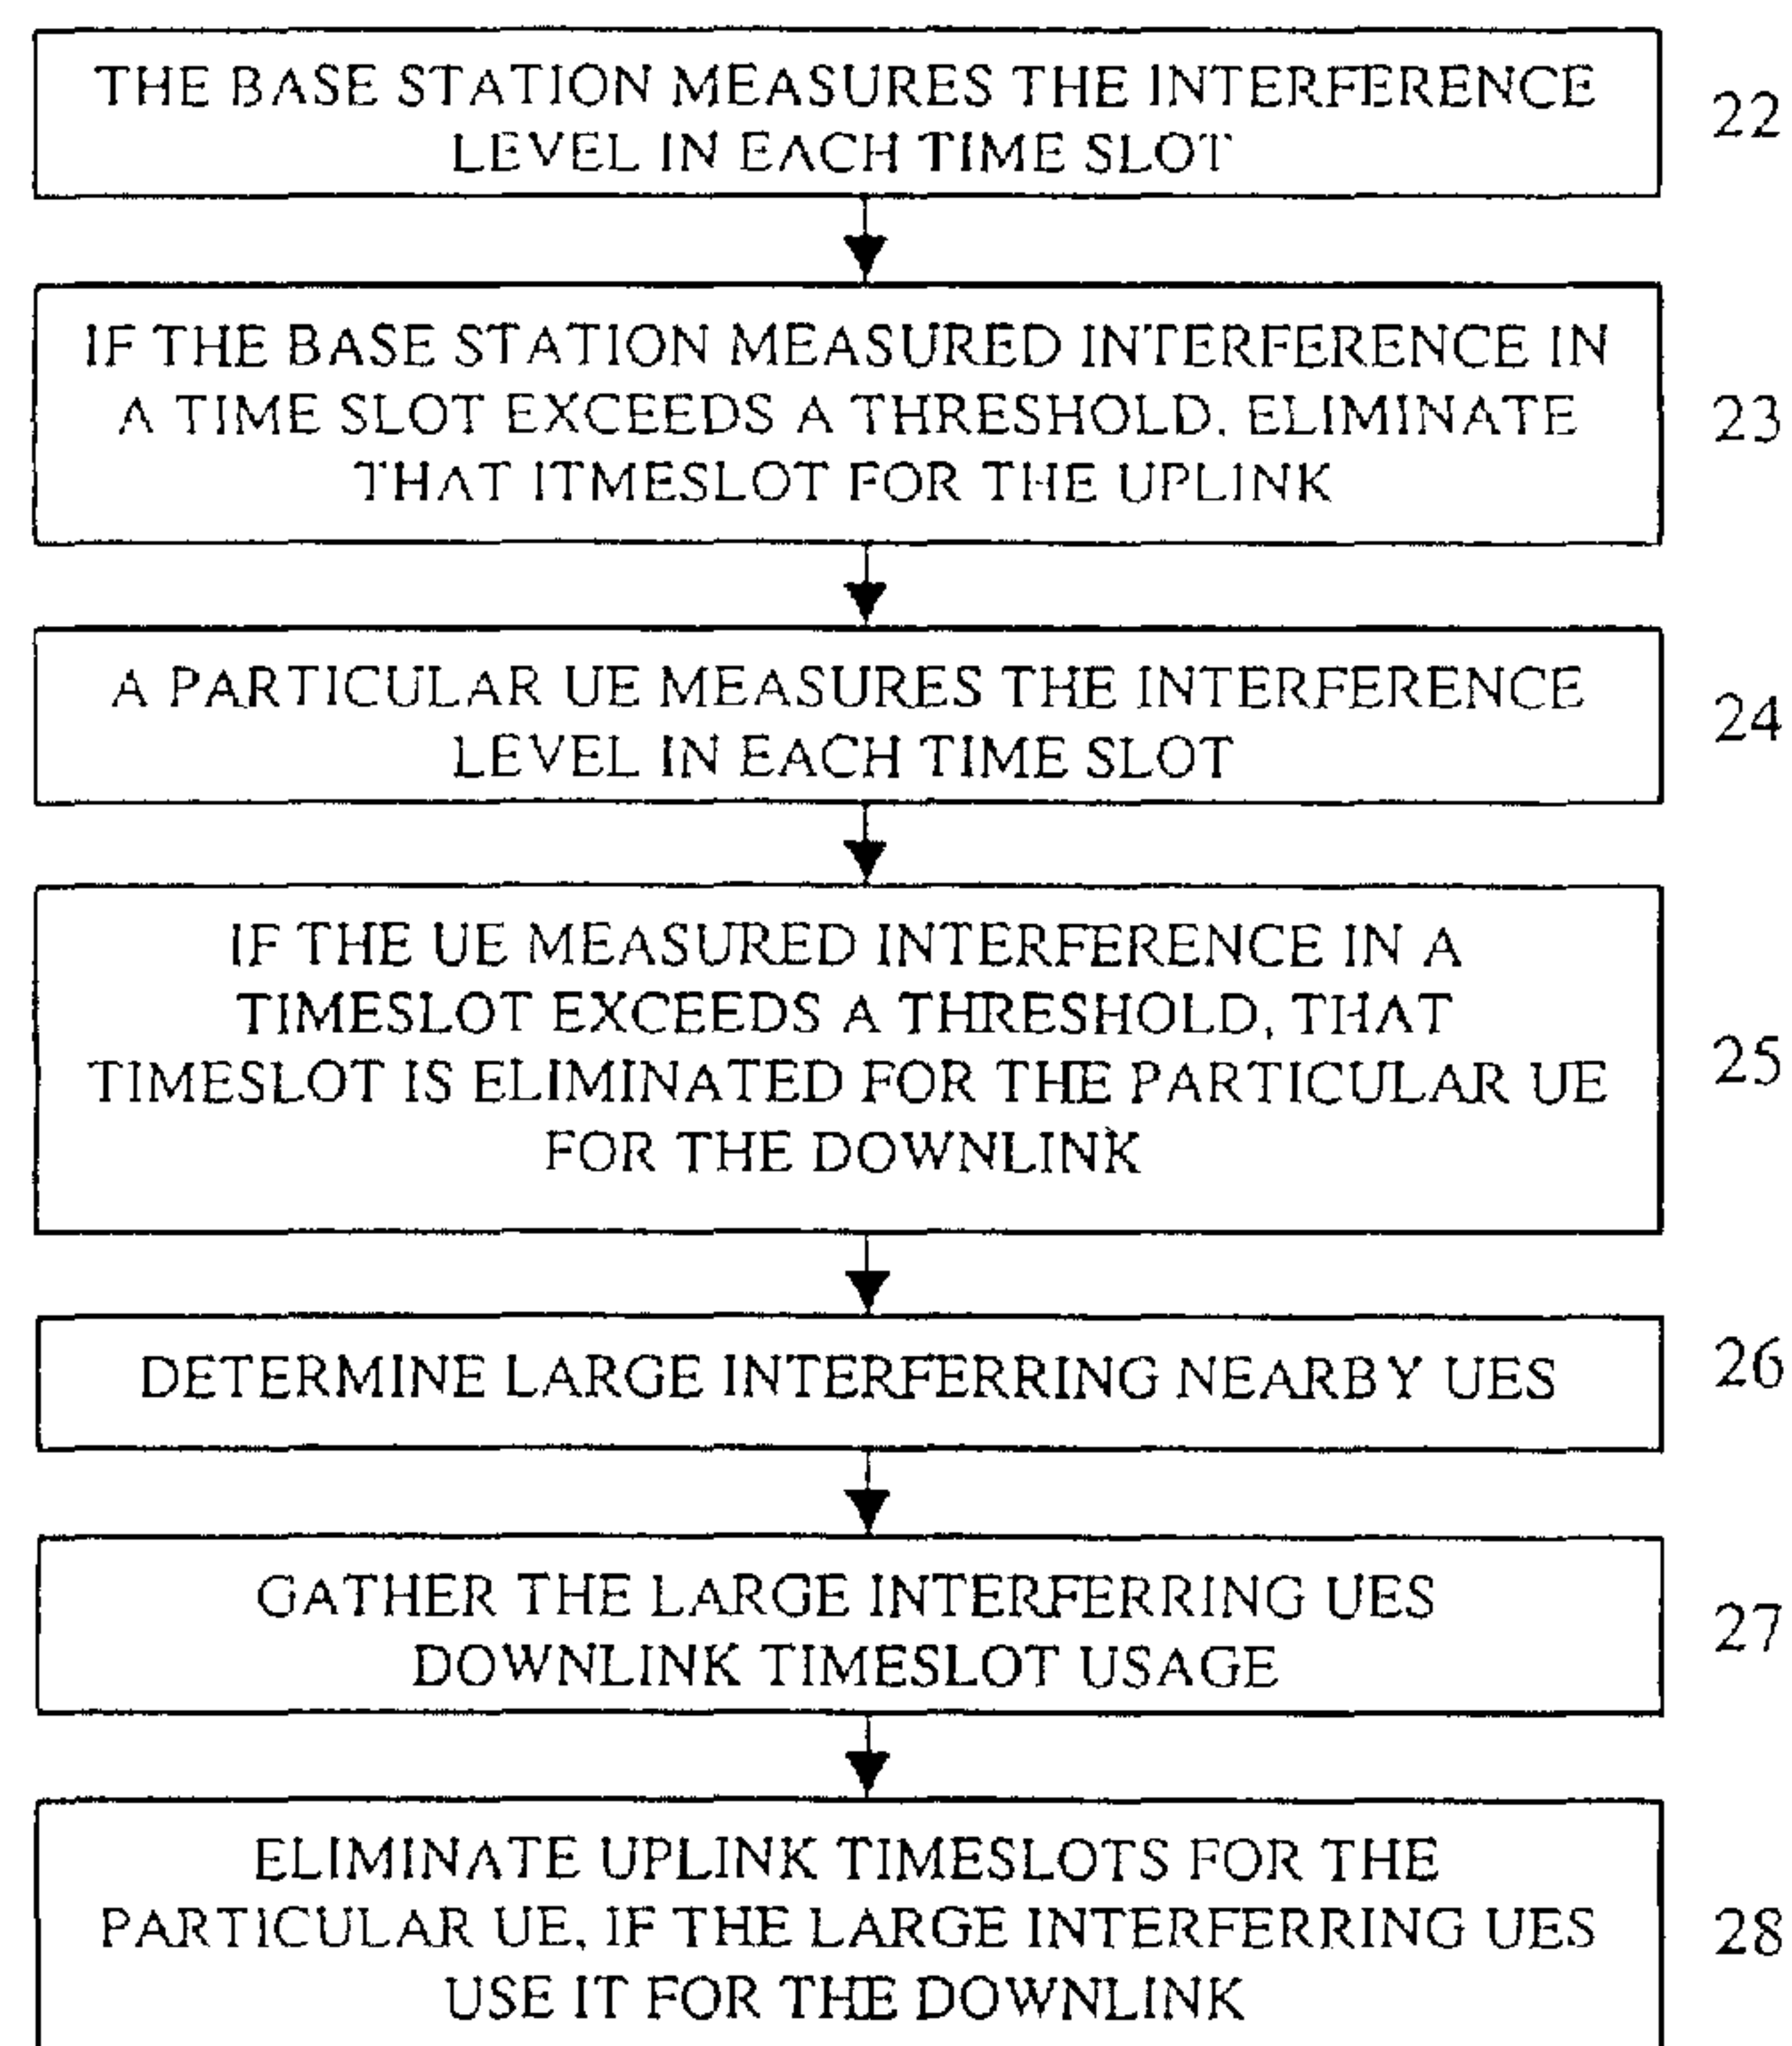 THE BASE STATION MEASURES THE INTERFERENCE
LEVEL IN EACH TIME SLOT
22
IF THE BASE STATION MEASURED INTERFERENCE IN
A TIME SLOT EXCEEDS A THRESHOLD, ELIMINATE
THAT ITMESLOT FOR THE UPLINK
23
A PARTICULAR UE MEASURES THE INTERFERENCE
LEVEL IN EACH TIME SLOT
24
IF THE UE MEASURED INTERFERENCE IN A
TIMESLOT EXCEEDS A THRESHOLD, THAT
TIMESLOT IS ELIMINATED FOR THE PARTICULAR UE
FOR THE DOWNLINK
25
DETERMINE LARGE INTERFERRING NEARBY UES
26
GATHER THE LARGE INTERFERRING UES
DOWNLINK TIMESLOT USAGE
27
ELIMINATE UPLINK TIMESLOTS FOR THE
PARTICULAR UE, IF THE LARGE INTERFERRING UES
USE IT FOR THE DOWNLINK
28